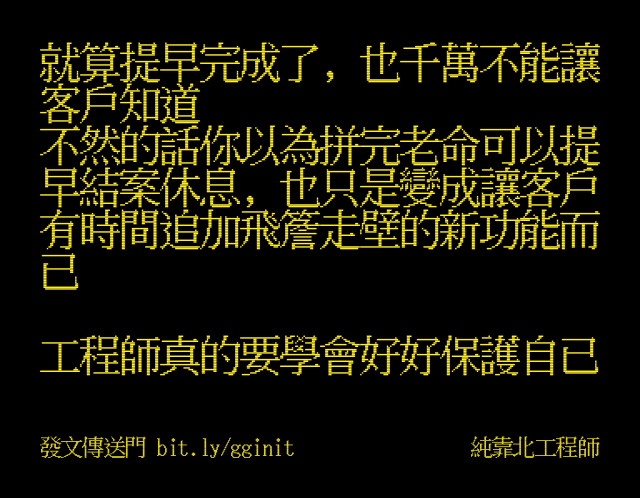 就算提早完成了，也千萬不能讓
客戶知道
不然的話你以為拼完老命可以提
早結案休息，也只是變成讓客戶
有時間追加飛簷走壁的新功能而
已
工程師真的要學會好好保護自己
發文傳送門 bit.ly/gginit
純靠北工程師